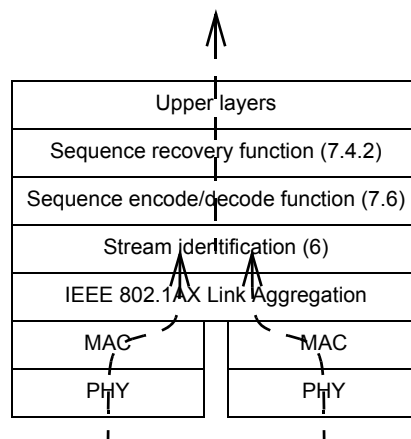 Upper layers
Sequence recovery function (7.4.2)
Sequence encode/decode function (7.6)
Stream identification (6)
IEEE 802.1AX Link Aggregation
MAC MAC
PHY PHY